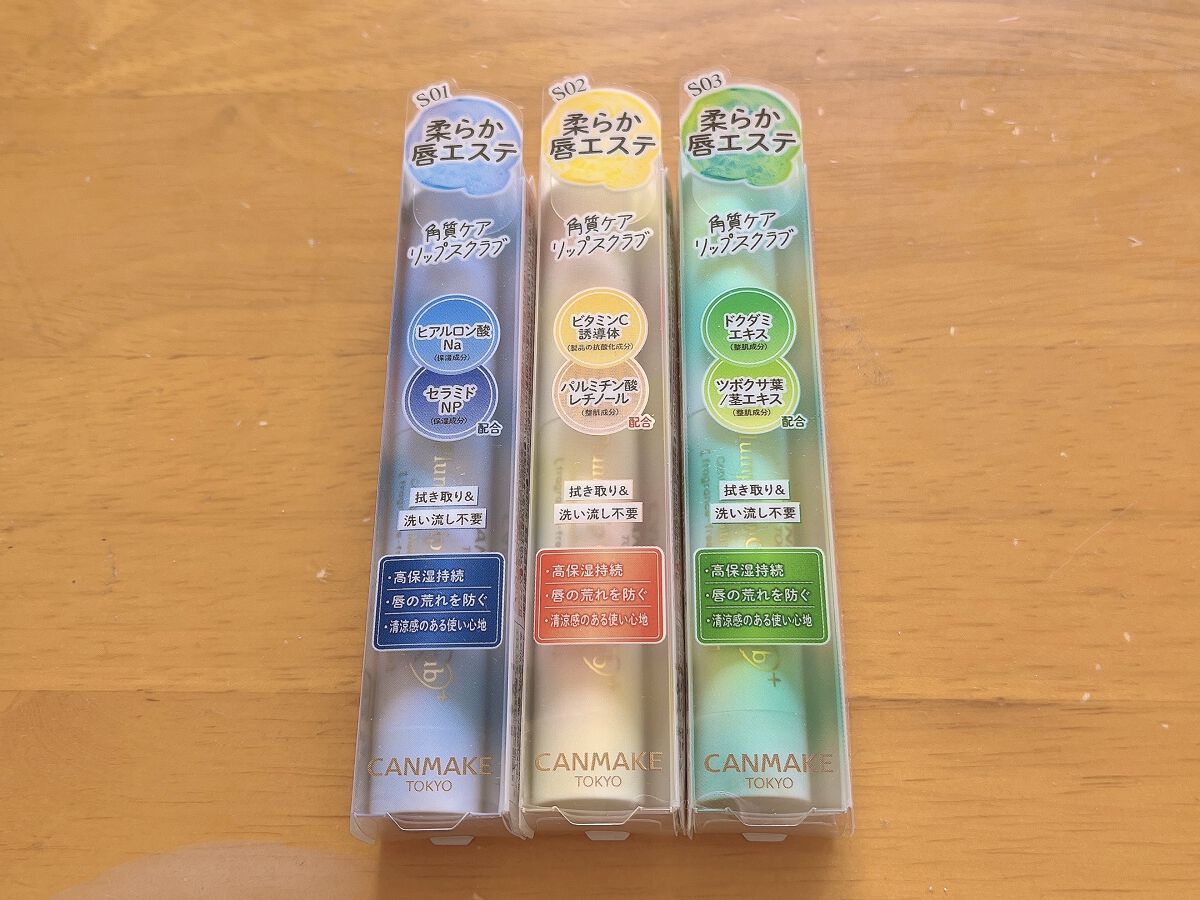 S01
柔らか
唇エステ
角質ケア
リップスクラブ
ヒアルロン酸
Na
(保湿成分)
セラミド
NP
(保湿成分)
配合
拭き取り&
洗い流し不要
・高保湿持続
・唇の荒れを防ぐ
・清涼感のある使い心地
CANMAKE
TOKYO
S02
柔らか
唇エステ
角質ケア
リップスクラブ
ビタミンC
誘導体
(製品の抗酸化成分)
パルミチン酸
レチノール
(整肌成分)
配合
拭き取り&
洗い流し不要
・高保湿持続
・唇の荒れを防ぐ
・清涼感のある使い心地
CANMAKE
TOKYO
S03
柔らか
唇エステ
角質ケア
リップスクラブ
ドクダミ
エキス
(整肌成分)
ツボクサ葉
/茎エキス
(整肌成分)
配合
拭き取り&
洗い流し不要
・高保湿持続
・唇の荒れを防ぐ
・清涼感のある使い心地
CANMAKE
TOKYO